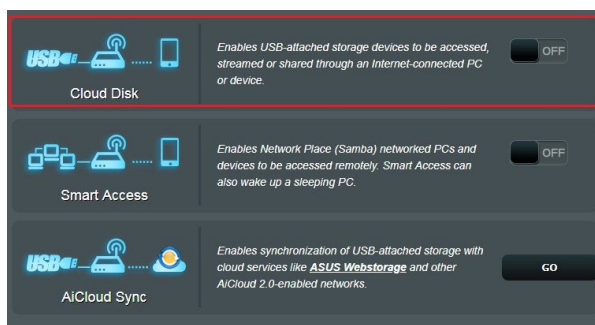 USB
Cloud Disk
Enables USB-attached storage devices to be accessed,
streamed or shared through an Internet-connected PC
or device.
OFF
Smart Access
Enables Network Place (Samba) networked PCs and
devices to be accessed remotely. Smart Access can
also wake up a sleeping PC.
OFF
USB
AiCloud Sync
Enables synchronization of USB-attached storage with
cloud services like ASUS Webstorage and other
AiCloud 2.0-enabled networks.
GO